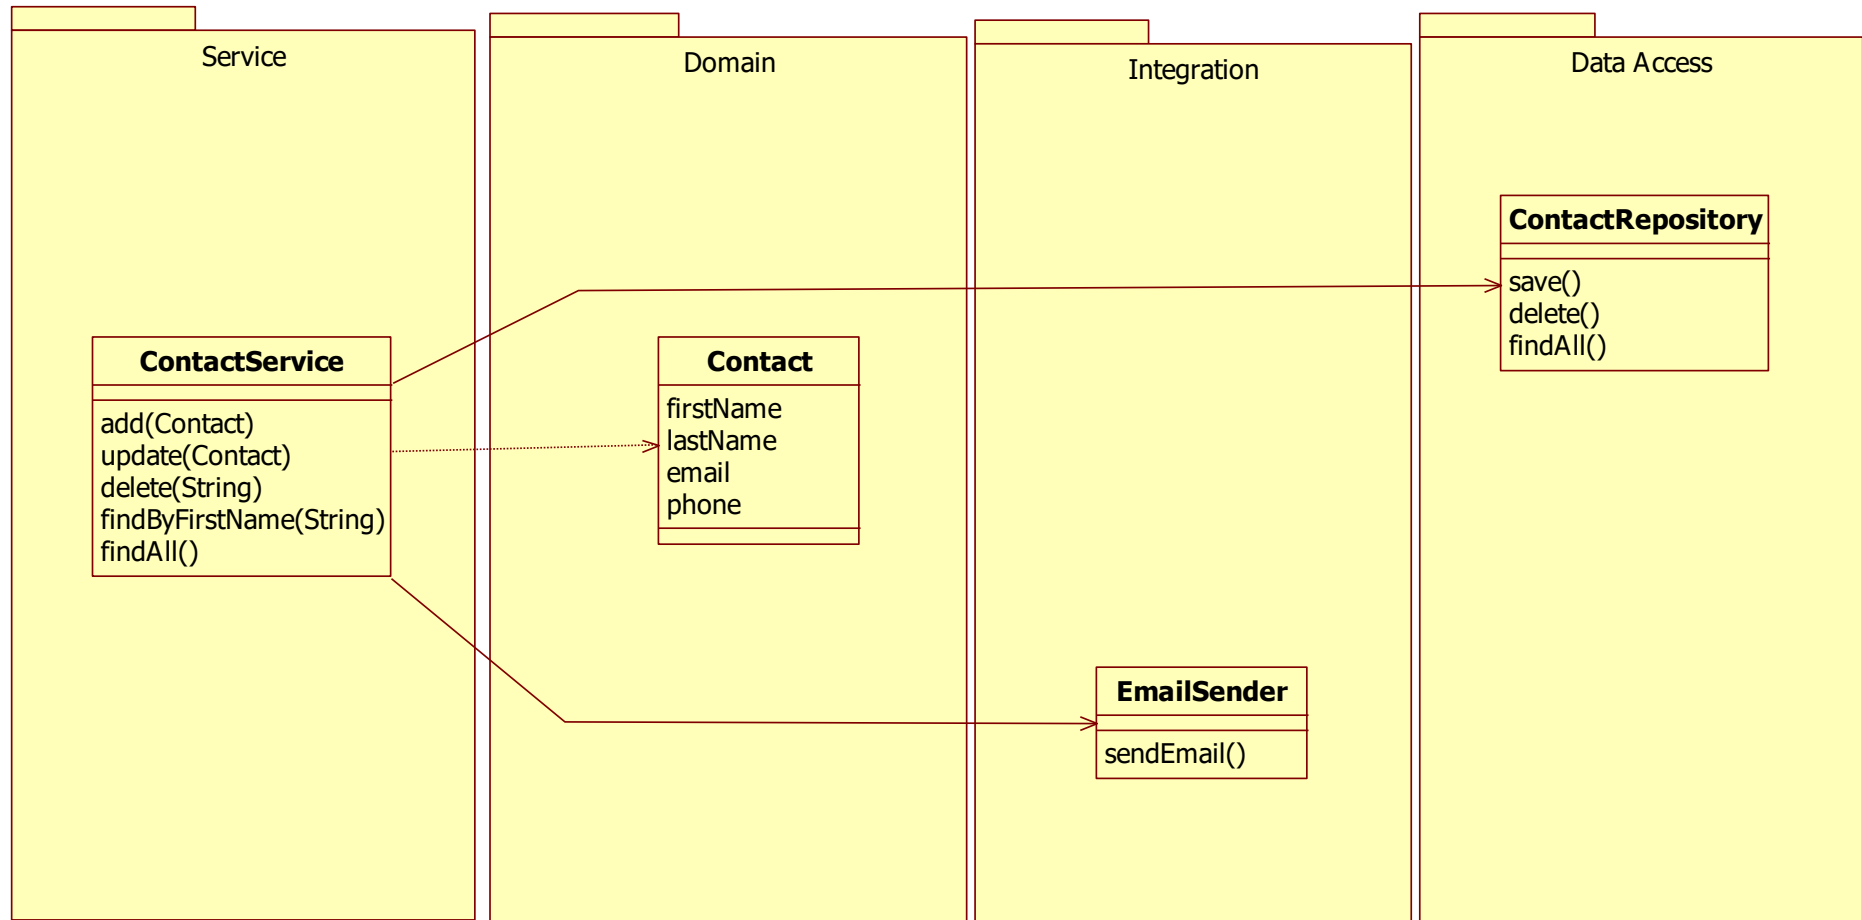 Service
ContactService
add(Contact)
update(Contact)
delete(String)
findByFirstName(String)
findAll()
Domain
Contact
firstName
lastName
email
phone
Integration
EmailSender
sendEmail()
Data Access
ContactRepository
save()
delete()
findAll()